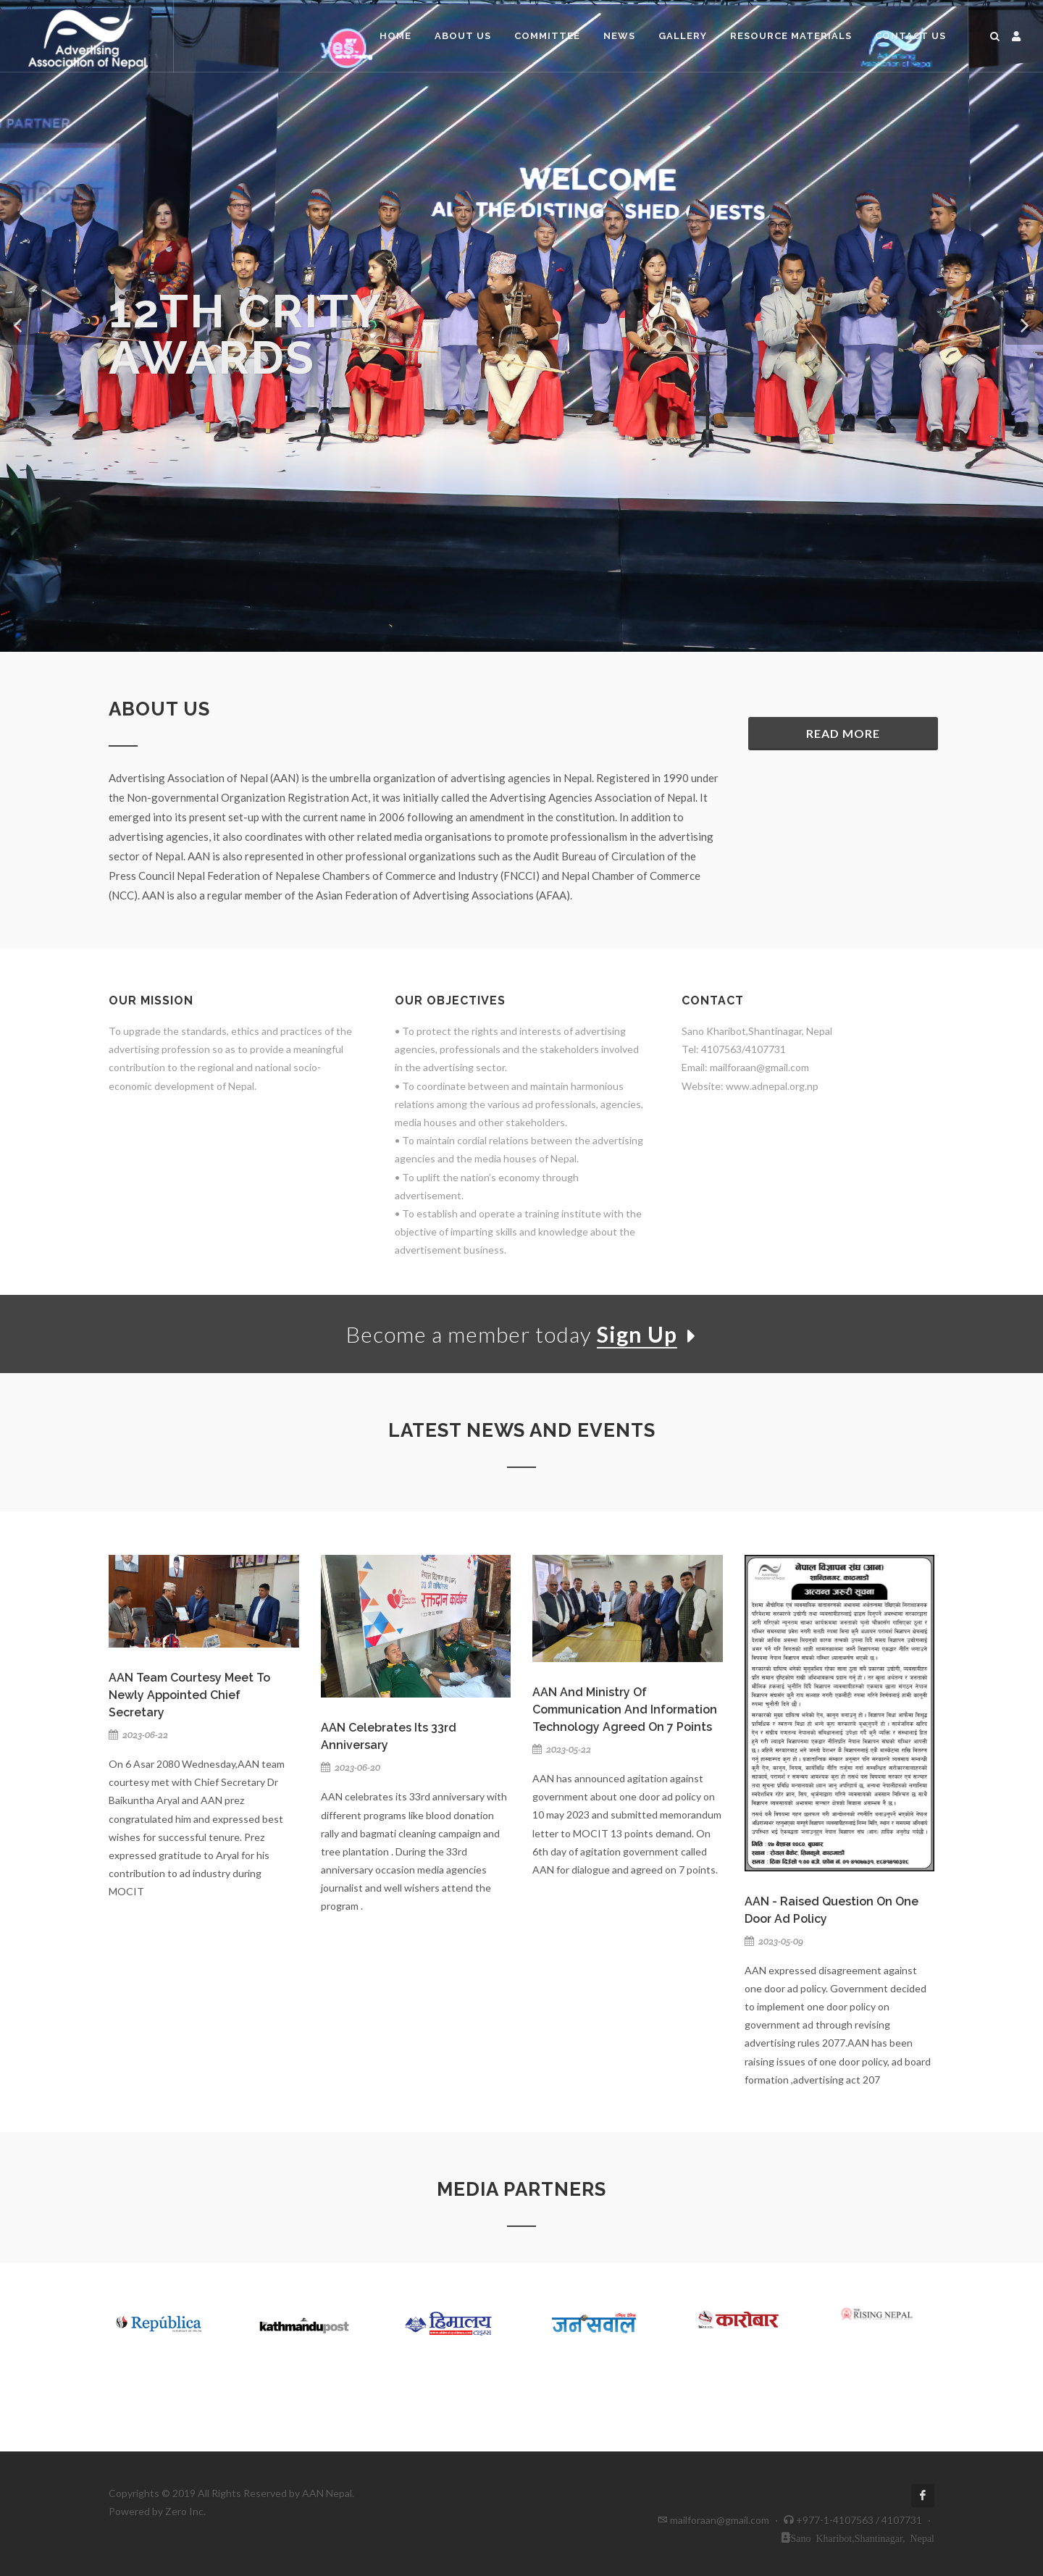 Advertising
Association of Nepal
HOME
ABOUT US
COMMITTEE
NEWS
GALLERY
RESOURCE MATERIALS
CONTACT US
yes.
PARTNER
WELCOME
ALL THE DISTINGUISHED GUESTS
12TH CRITY
AWARDS
ABOUT US
READ MORE
Advertising Association of Nepal (AAN) is the umbrella organization of advertising agencies in Nepal. Registered in 1990 under
the Non-governmental Organization Registration Act, it was initially called the Advertising Agencies Association of Nepal. It
emerged into its present set-up with the current name in 2006 following an amendment in the constitution. In addition to
advertising agencies, it also coordinates with other related media organisations to promote professionalism in the advertising
sector of Nepal. AAN is also represented in other professional organizations such as the Audit Bureau of Circulation of the
Press Council Nepal Federation of Nepalese Chambers of Commerce and Industry (FNCCI) and Nepal Chamber of Commerce
(NCC). AAN is also a regular member of the Asian Federation of Advertising Associations (AFAA).
OUR MISSION
To upgrade the standards, ethics and practices of the
advertising profession so as to provide a meaningful
contribution to the regional and national socio-
economic development of Nepal.
OUR OBJECTIVES
• To protect the rights and interests of advertising
agencies, professionals and the stakeholders involved
in the advertising sector.
• To coordinate between and maintain harmonious
relations among the various ad professionals, agencies,
media houses and other stakeholders.
• To maintain cordial relations between the advertising
agencies and the media houses of Nepal.
• To uplift the nation's economy through
advertisement.
• To establish and operate a training institute with the
objective of imparting skills and knowledge about the
advertisement business.
CONTACT
Sano Kharibot,Shantinagar, Nepal
Tel: 4107563/4107731
Email: mailforaan@gmail.com
Website: www.adnepal.org.np
Become a member today Sign Up
LATEST NEWS AND EVENTS
AAN Team Courtesy Meet To
Newly Appointed Chief
Secretary
2023-06-22
On 6 Asar 2080 Wednesday,AAN team
courtesy met with Chief Secretary Dr
Baikuntha Aryal and AAN prez
congratulated him and expressed best
wishes for successful tenure. Prez
expressed gratitude to Aryal for his
contribution to ad industry during
MOCIT
रक्तदान कार्यक्रम
AAN Celebrates Its 33rd
Anniversary
2023-06-20
AAN celebrates its 33rd anniversary with
different programs like blood donation
rally and bagmati cleaning campaign and
tree plantation . During the 33rd
anniversary occasion media agencies
journalist and well wishers attend the
program .
AAN And Ministry Of
Communication And Information
Technology Agreed On 7 Points
2023-05-22
AAN has announced agitation against
government about one door ad policy on
10 may 2023 and submitted memorandum
letter to MOCIT 13 points demand. On
6th day of agitation government called
AAN for dialogue and agreed on 7 points.
नेपाल विज्ञापन संघ (आन)
शान्तिनगर, काठमाडौं
अत्यन्त जरुरी सूचना
AAN - Raised Question On One
Door Ad Policy
2023-05-09
AAN expressed disagreement against
one door ad policy. Government decided
to implement one door policy on
government ad through revising
advertising rules 2077.AAN has been
raising issues of one door policy, ad board
formation ,advertising act 207
MEDIA PARTNERS
República
kathmandupost
हिमालय
टाइम्स
जनसवाल
कारोबार
THE
RISING NEPAL
Copyrights © 2019 All Rights Reserved by AAN Nepal.
Powered by Zero Inc.
mailforaan@gmail.com · +977-1-4107563 / 4107731 ·
Sano Kharibot,Shantinagar, Nepal